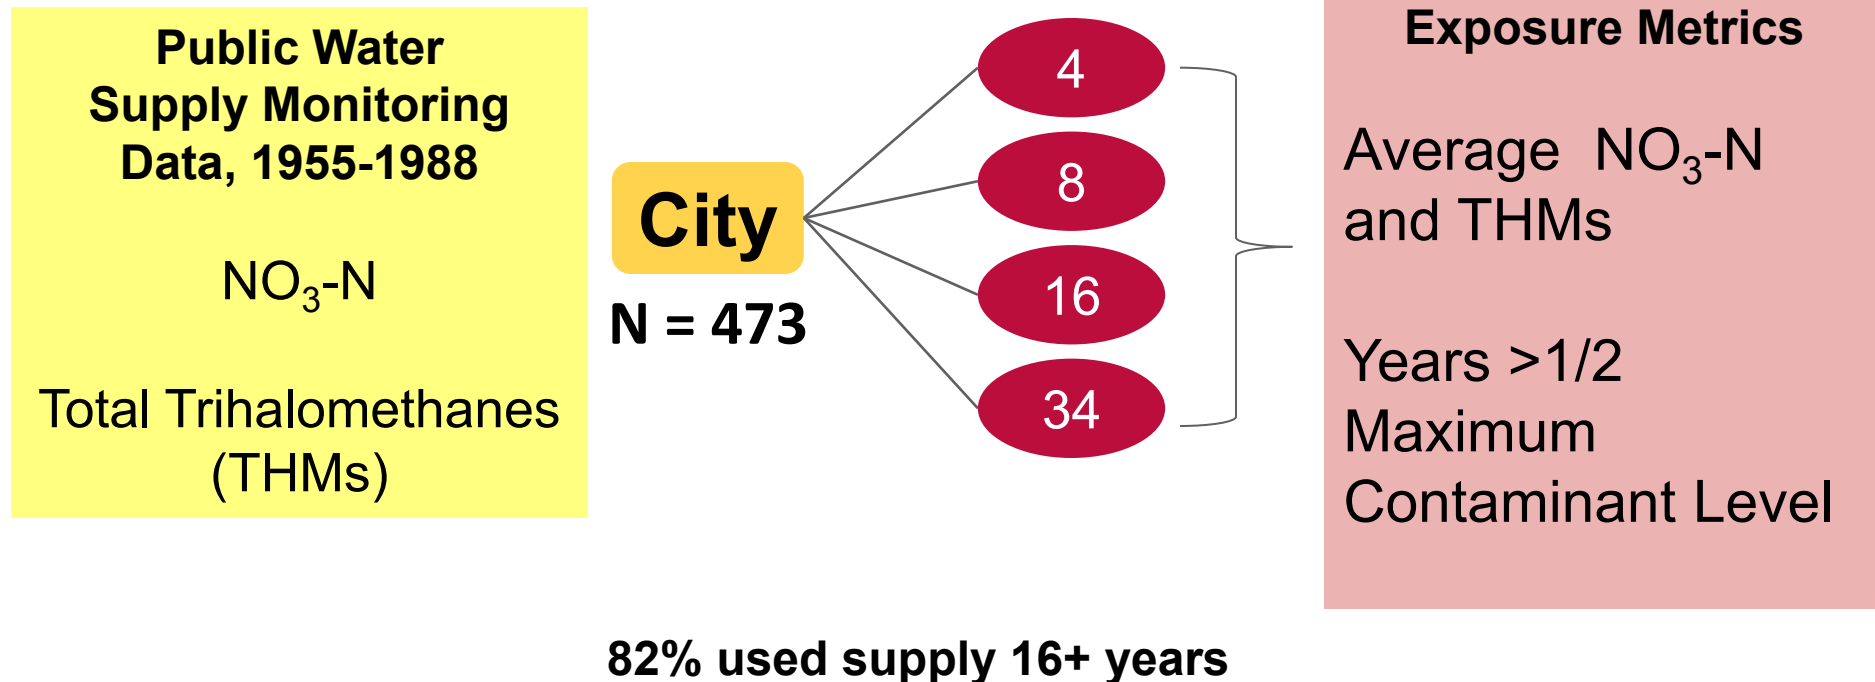 Public Water
Supply Monitoring
Data, 1955-1988
NO₃-N
Total Trihalomethanes
(THMs)
City
N = 473
4
8
16
34
Exposure Metrics
Average NO₃-N
and THMs
Years >1/2
Maximum
Contaminant Level
82% used supply 16+ years